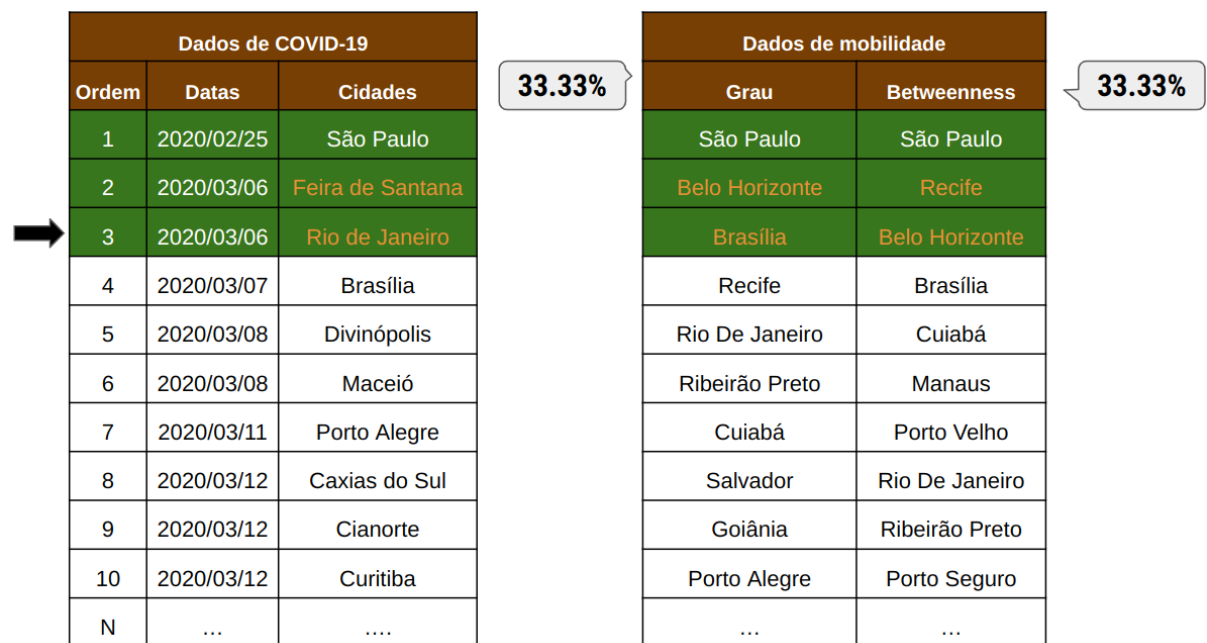 Dados de COVID-19
Ordem Datas Cidades
1 2020/02/25 São Paulo
2 2020/03/06 Feira de Santana
3 2020/03/06 Rio de Janeiro
4 2020/03/07 Brasília
5 2020/03/08 Divinópolis
6 2020/03/08 Maceió
7 2020/03/11 Porto Alegre
8 2020/03/12 Caxias do Sul
9 2020/03/12 Cianorte
10 2020/03/12 Curitiba
N … ….
33.33%
Dados de mobilidade
Grau Betweenness
São Paulo São Paulo
Belo Horizonte Recife
Brasília Belo Horizonte
Recife Brasília
Rio De Janeiro Cuiabá
Ribeirão Preto Manaus
Cuiabá Porto Velho
Salvador Rio De Janeiro
Goiânia Ribeirão Preto
Porto Alegre Porto Seguro
… …
33.33%